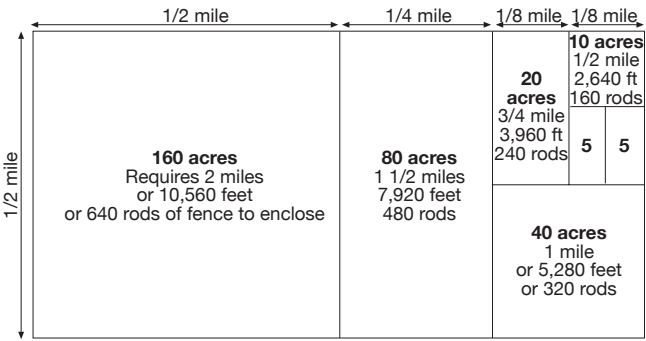 1/2 mile
1/4 mile
1/8 mile
1/8 mile
1/2 mile
160 acres
Requires 2 miles
or 10,560 feet
or 640 rods of fence to enclose
80 acres
1 1/2 miles
7,920 feet
480 rods
20
acres
3/4 mile
3,960 ft
240 rods
10 acres
1/2 mile
2,640 ft
160 rods
5
5
40 acres
1 mile
or 5,280 feet
or 320 rods